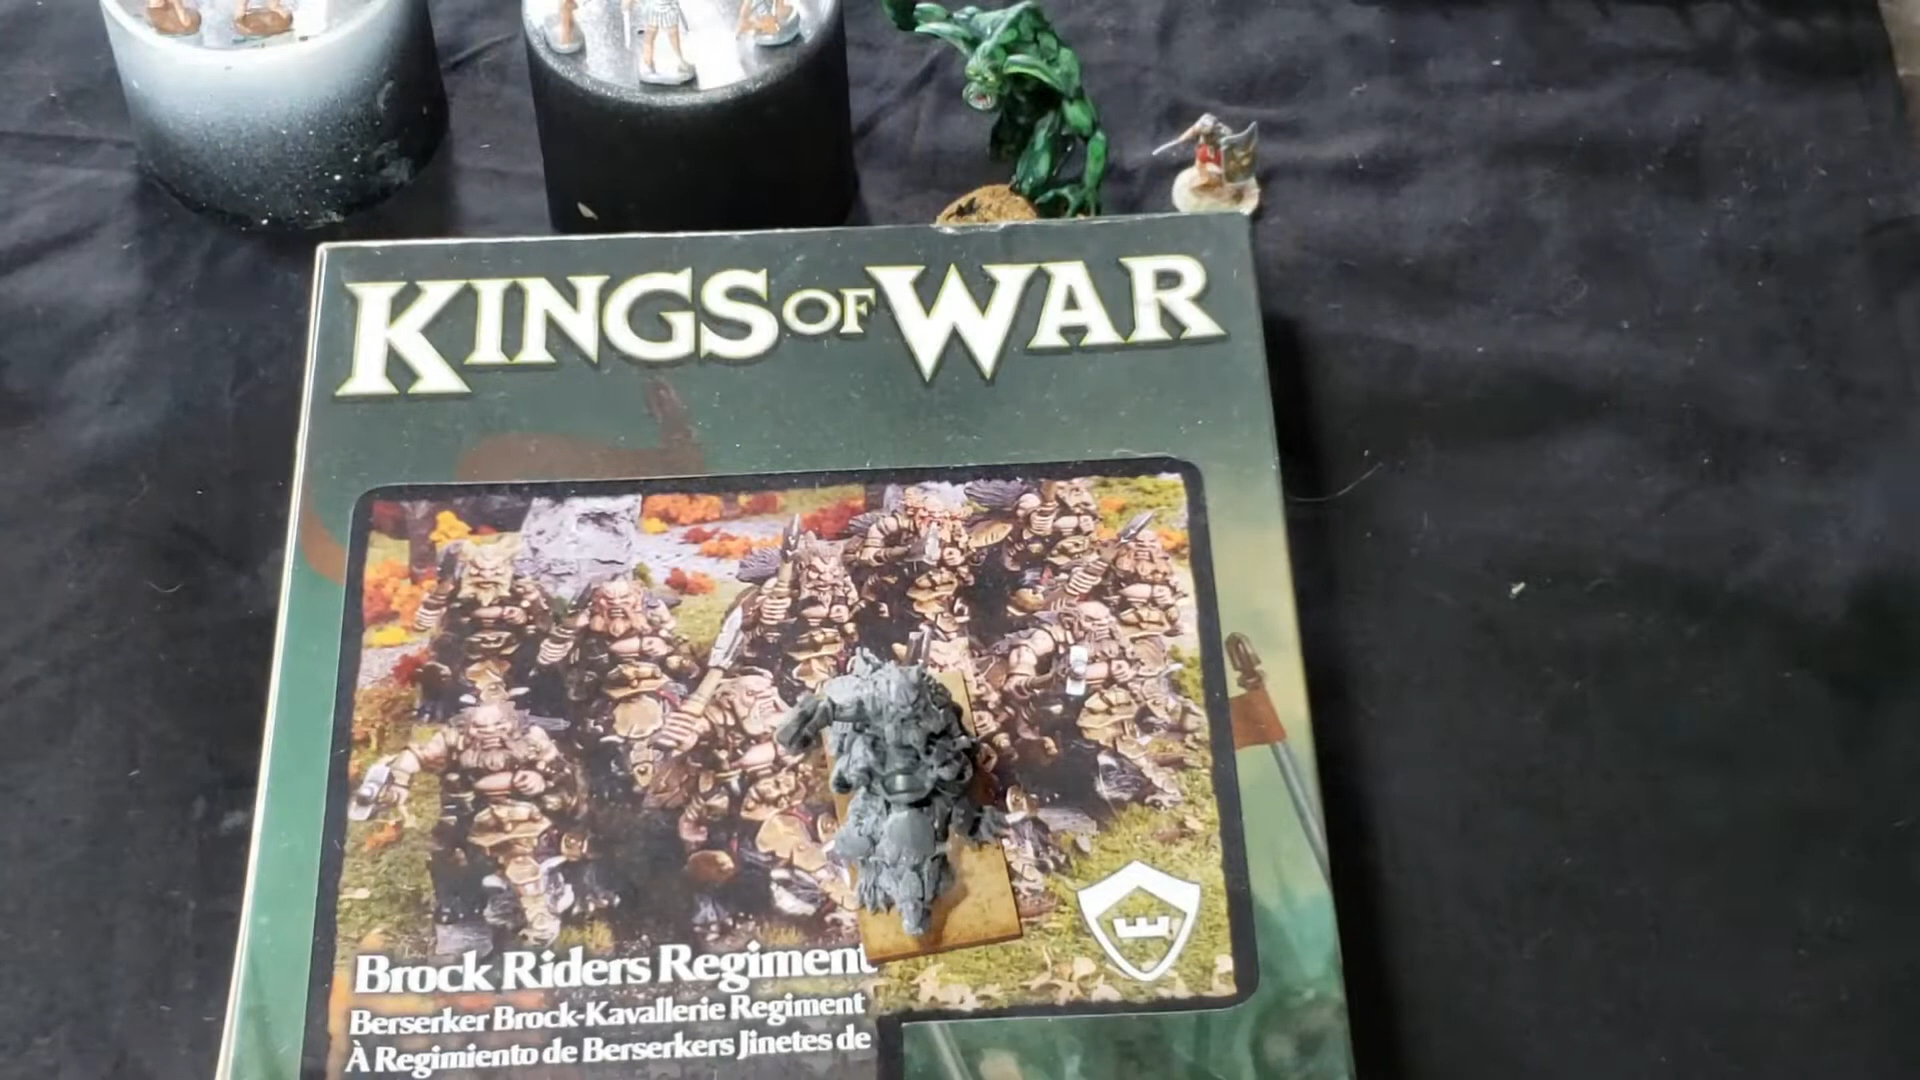 KINGS OF WAR
Brock Riders Regiment
Berserker Brock-Kavallerie Regiment
À Regimiento de Berserkers Jinetes de